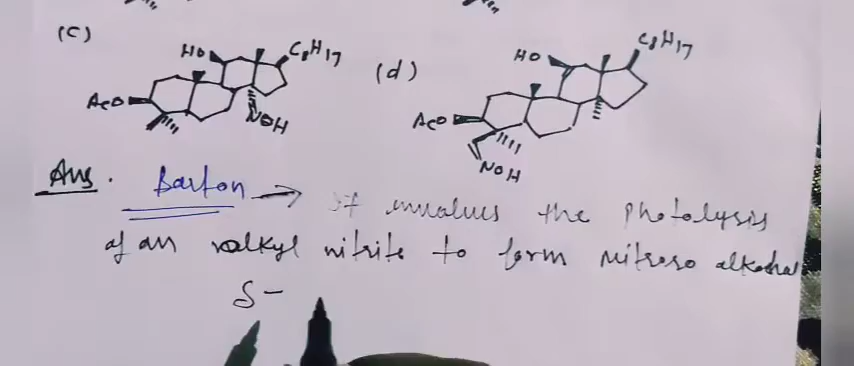 (c)
HO
C8H17
AcO
NOH
(d)
HO
C8H17
AcO
NOH
Ans. Barton → It involves the Photolysis
of an alkyl nitrite to form nitroso alkohol
δ -